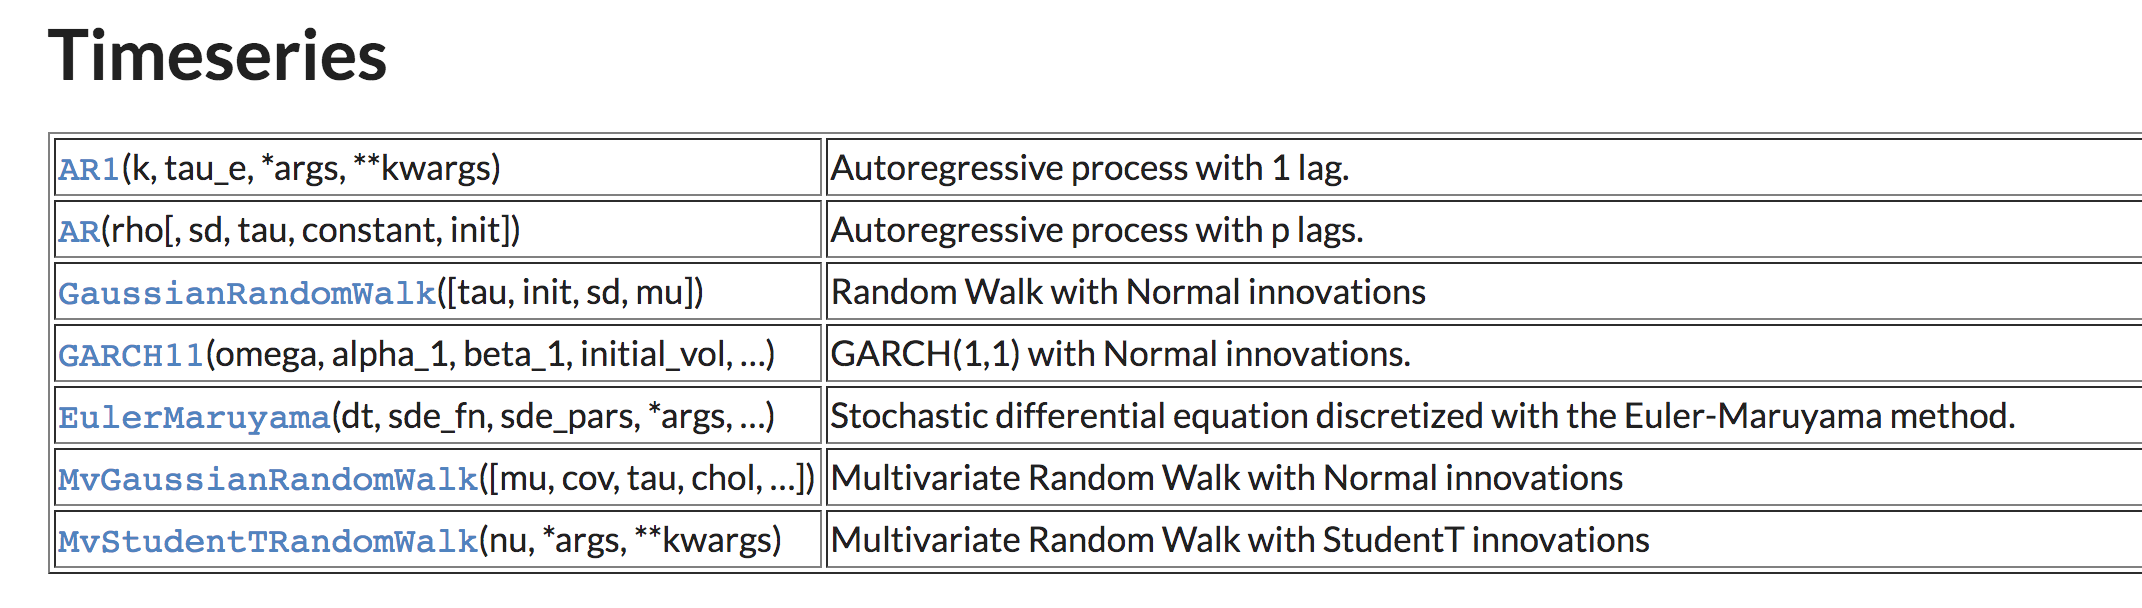 Timeseries
AR1(k, tau_e, *args, **kwargs) Autoregressive process with 1 lag.
AR(rho[, sd, tau, constant, init]) Autoregressive process with p lags.
GaussianRandomWalk([tau, init, sd, mu]) Random Walk with Normal innovations
GARCH11(omega, alpha_1, beta_1, initial_vol, …) GARCH(1,1) with Normal innovations.
EulerMaruyama(dt, sde_fn, sde_pars, *args, …) Stochastic differential equation discretized with the Euler-Maruyama method.
MvGaussianRandomWalk([mu, cov, tau, chol, …]) Multivariate Random Walk with Normal innovations
MvStudentTRandomWalk(nu, *args, **kwargs) Multivariate Random Walk with StudentT innovations